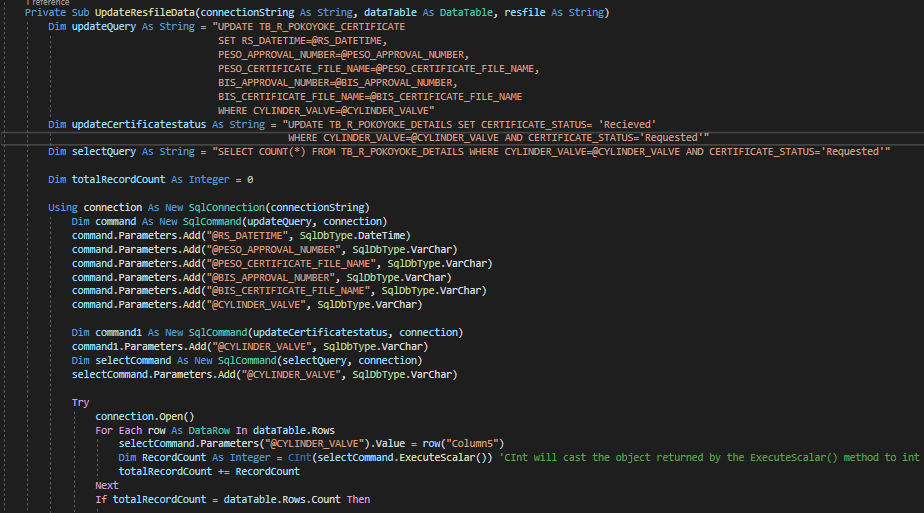 1 reference
Private Sub UpdateResfileData(connectionString As String, dataTable As DataTable, resfile As String)
Dim updateQuery As String = "UPDATE TB_R_POKOYOKE_CERTIFICATE
SET RS_DATETIME=@RS_DATETIME,
PESO_APPROVAL_NUMBER=@PESO_APPROVAL_NUMBER,
PESO_CERTIFICATE_FILE_NAME=@PESO_CERTIFICATE_FILE_NAME,
BIS_APPROVAL_NUMBER=@BIS_APPROVAL_NUMBER,
BIS_CERTIFICATE_FILE_NAME=@BIS_CERTIFICATE_FILE_NAME
WHERE CYLINDER_VALVE=@CYLINDER_VALVE"
Dim updateCertificatestatus As String = "UPDATE TB_R_POKOYOKE_DETAILS SET CERTIFICATE_STATUS= 'Recieved'
WHERE CYLINDER_VALVE=@CYLINDER_VALVE AND CERTIFICATE_STATUS='Requested'"
Dim selectQuery As String = "SELECT COUNT(*) FROM TB_R_POKOYOKE_DETAILS WHERE CYLINDER_VALVE=@CYLINDER_VALVE AND CERTIFICATE_STATUS='Requested'"
Dim totalRecordCount As Integer = 0
Using connection As New SqlConnection(connectionString)
Dim command As New SqlCommand(updateQuery, connection)
command.Parameters.Add("@RS_DATETIME", SqlDbType.DateTime)
command.Parameters.Add("@PESO_APPROVAL_NUMBER", SqlDbType.VarChar)
command.Parameters.Add("@PESO_CERTIFICATE_FILE_NAME", SqlDbType.VarChar)
command.Parameters.Add("@BIS_APPROVAL_NUMBER", SqlDbType.VarChar)
command.Parameters.Add("@BIS_CERTIFICATE_FILE_NAME", SqlDbType.VarChar)
command.Parameters.Add("@CYLINDER_VALVE", SqlDbType.VarChar)
Dim command1 As New SqlCommand(updateCertificatestatus, connection)
command1.Parameters.Add("@CYLINDER_VALVE", SqlDbType.VarChar)
Dim selectCommand As New SqlCommand(selectQuery, connection)
selectCommand.Parameters.Add("@CYLINDER_VALVE", SqlDbType.VarChar)
Try
connection.Open()
For Each row As DataRow In dataTable.Rows
selectCommand.Parameters("@CYLINDER_VALVE").Value = row("Column5")
Dim RecordCount As Integer = CInt(selectCommand.ExecuteScalar()) 'CInt will cast the object returned by the ExecuteScalar() method to int
totalRecordCount += RecordCount
Next
If totalRecordCount = dataTable.Rows.Count Then